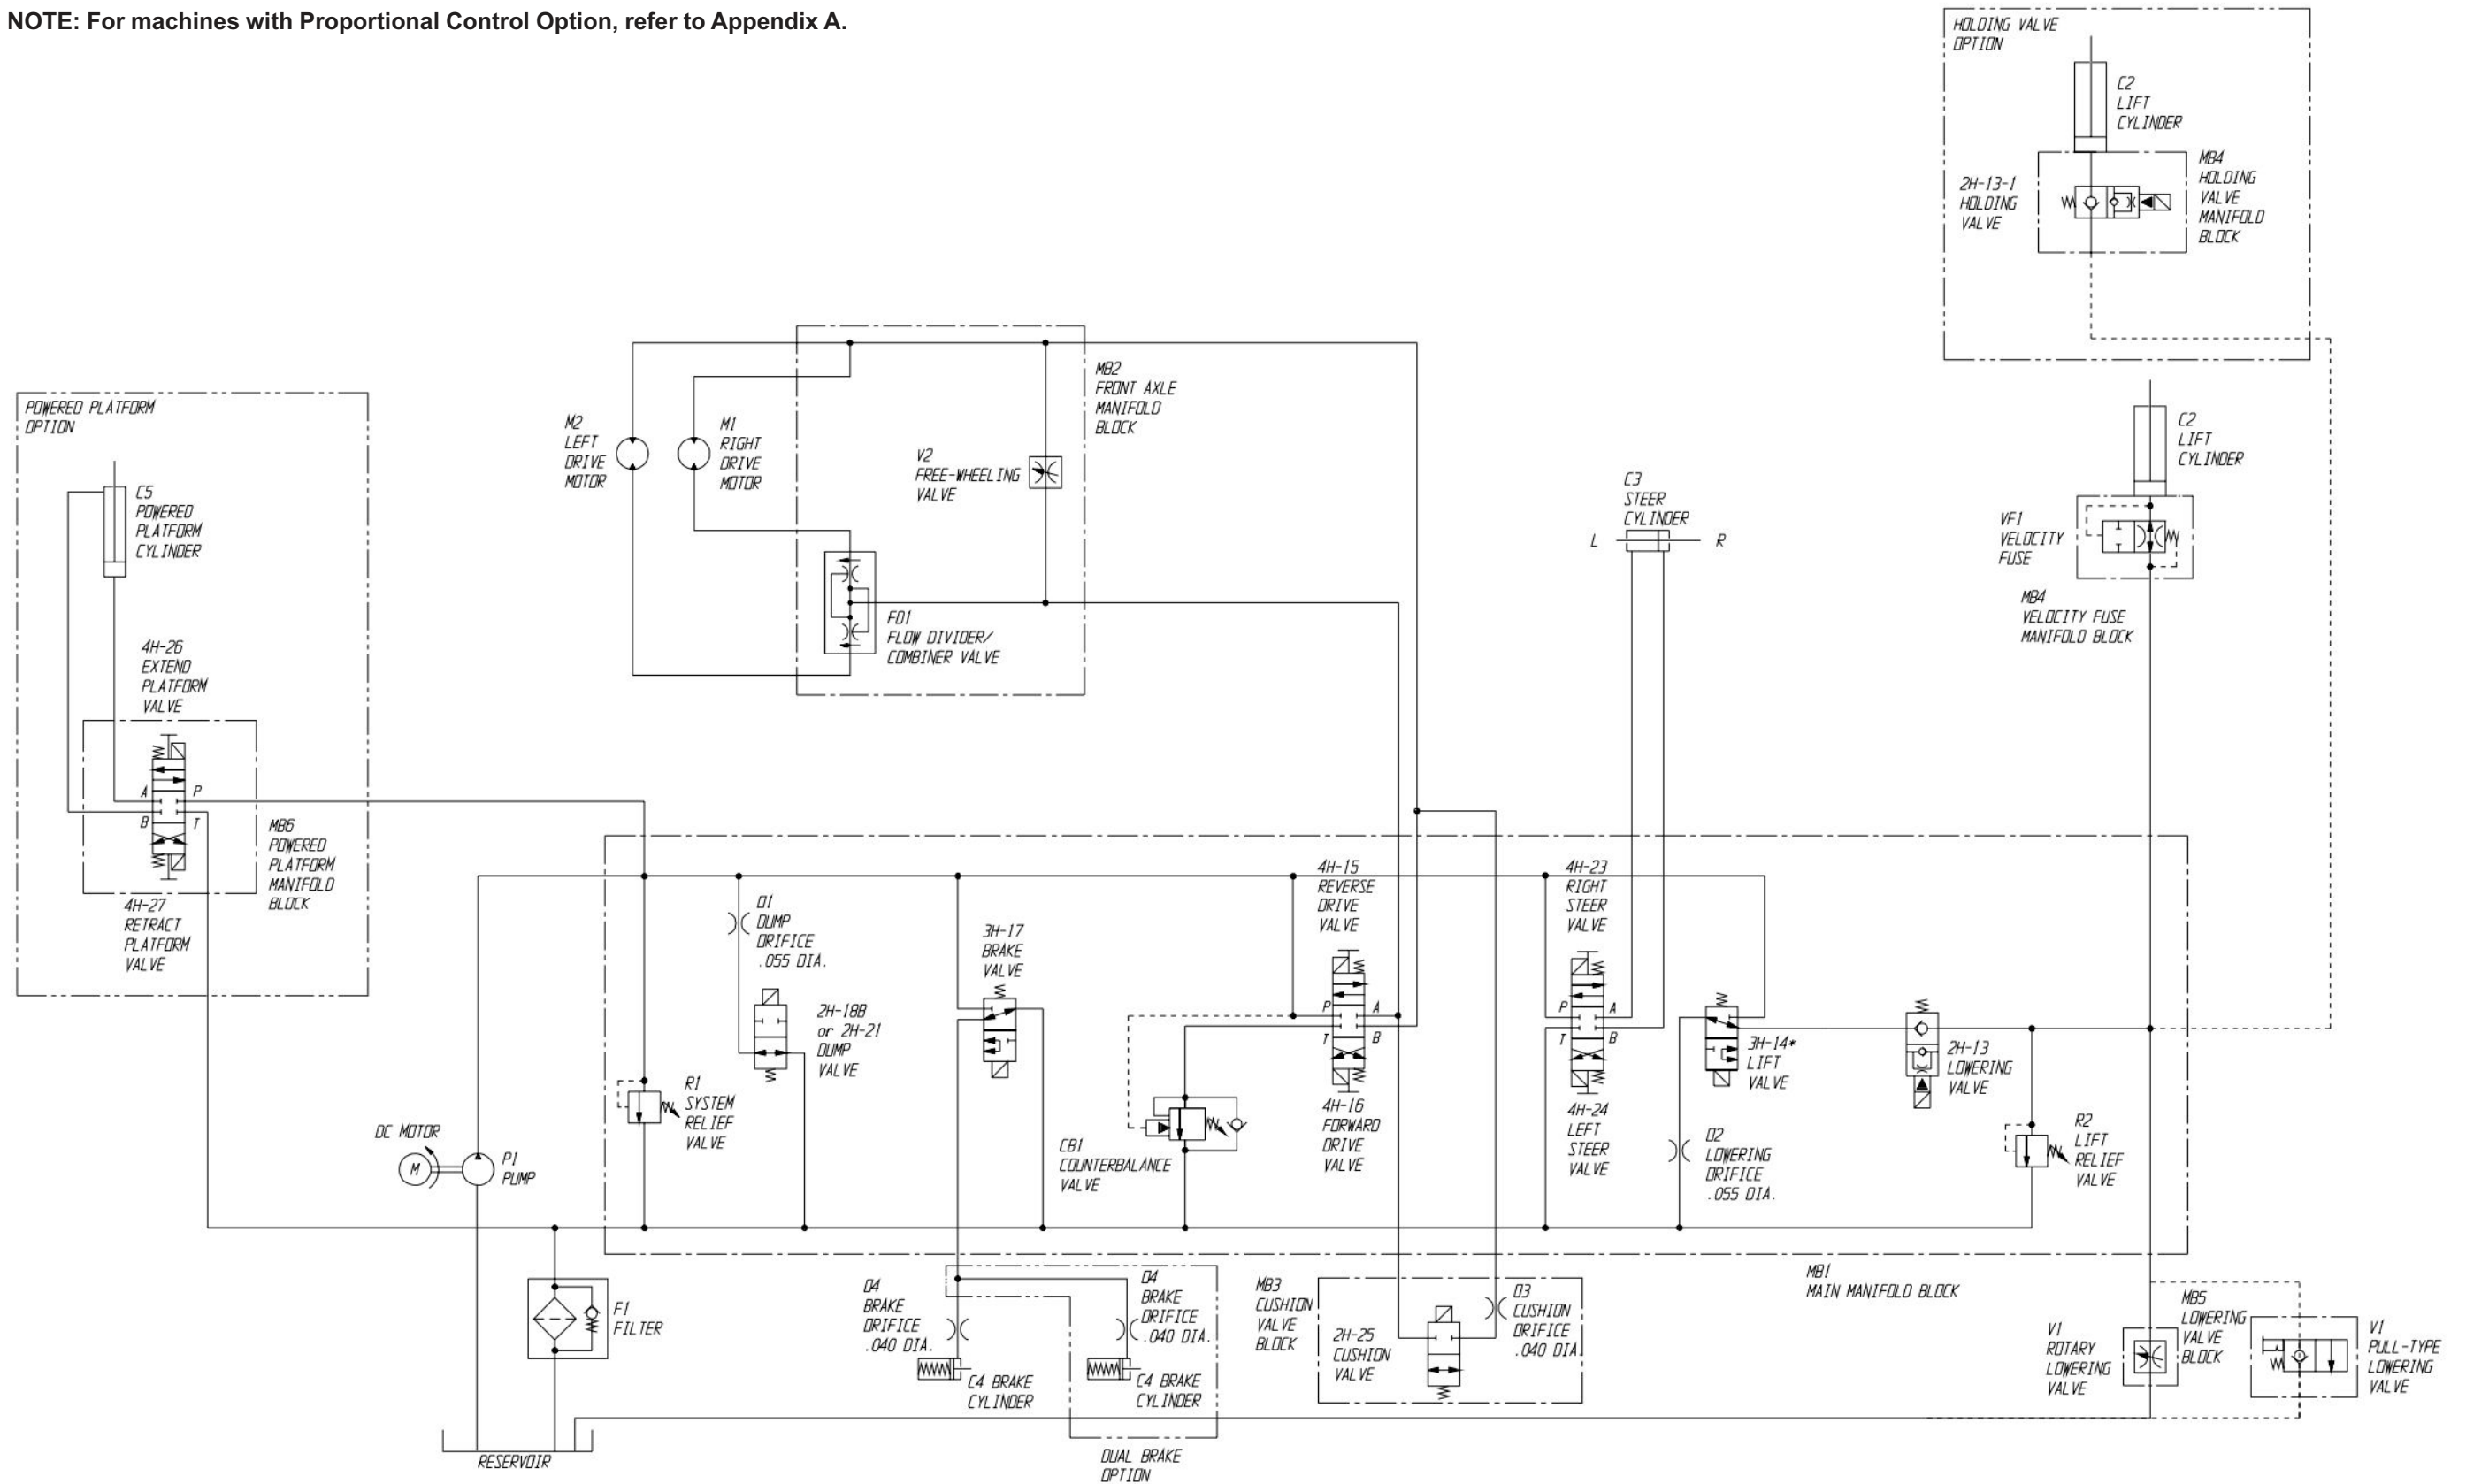 NOTE: For machines with Proportional Control Option, refer to Appendix A.
HOLDING VALVE
OPTION
C2
LIFT
CYLINDER
2H-13-1
HOLDING
VALVE
MB4
HOLDING
VALVE
MANIFOLD
BLOCK
POWERED PLATFORM
OPTION
C5
POWERED
PLATFORM
CYLINDER
4H-26
EXTEND
PLATFORM
VALVE
A
P
B
T
4H-27
RETRACT
PLATFORM
VALVE
MB6
POWERED
PLATFORM
MANIFOLD
BLOCK
M2
LEFT
DRIVE
MOTOR
M1
RIGHT
DRIVE
MOTOR
V2
FREE-WHEELING
VALVE
MB2
FRONT AXLE
MANIFOLD
BLOCK
FD1
FLOW DIVIDER/
COMBINER VALVE
C3
STEER
CYLINDER
L
R
C2
LIFT
CYLINDER
VF1
VELOCITY
FUSE
MB4
VELOCITY FUSE
MANIFOLD BLOCK
DC MOTOR
M
P1
PUMP
R1
SYSTEM
RELIEF
VALVE
O1
DUMP
ORIFICE
.055 DIA.
2H-18B
or 2H-21
DUMP
VALVE
3H-17
BRAKE
VALVE
CB1
COUNTERBALANCE
VALVE
4H-15
REVERSE
DRIVE
VALVE
P
A
T
B
4H-16
FORWARD
DRIVE
VALVE
4H-23
RIGHT
STEER
VALVE
P
A
T
B
4H-24
LEFT
STEER
VALVE
3H-14*
LIFT
VALVE
O2
LOWERING
ORIFICE
.055 DIA.
2H-13
LOWERING
VALVE
R2
LIFT
RELIEF
VALVE
F1
FILTER
RESERVOIR
O4
BRAKE
ORIFICE
.040 DIA.
C4 BRAKE
CYLINDER
O4
BRAKE
ORIFICE
.040 DIA.
C4 BRAKE
CYLINDER
DUAL BRAKE
OPTION
MB3
CUSHION
VALVE
BLOCK
2H-25
CUSHION
VALVE
O3
CUSHION
ORIFICE
.040 DIA.
MB1
MAIN MANIFOLD BLOCK
V1
ROTARY
LOWERING
VALVE
MB5
LOWERING
VALVE
BLOCK
V1
PULL-TYPE
LOWERING
VALVE